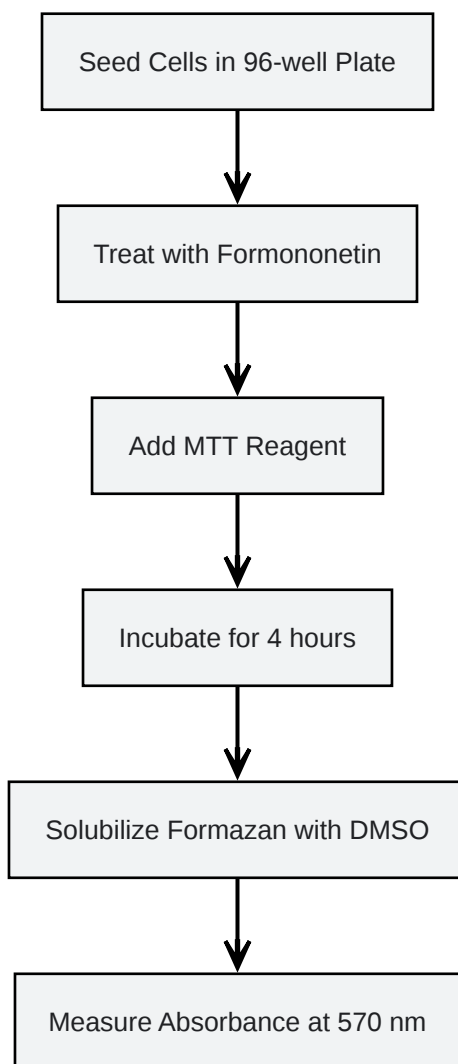 Seed Cells in 96-well Plate
Treat with Formononetin
Add MTT Reagent
Incubate for 4 hours
Solubilize Formazan with DMSO
Measure Absorbance at 570 nm